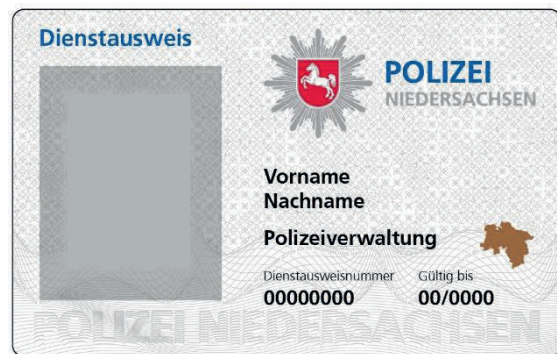 Dienstausweis
POLIZEI
NIEDERSACHSEN
Vorname
Nachname
Polizeiverwaltung
Dienstausweisnummer Gültig bis
00000000 00/0000
POLIZEI NIEDERSACHSEN